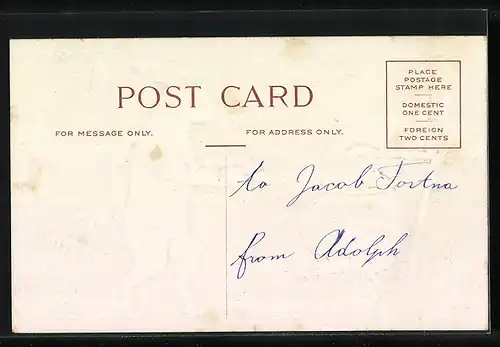 POST CARD
FOR MESSAGE ONLY.
FOR ADDRESS ONLY.
PLACE
POSTAGE
STAMP HERE
DOMESTIC
ONE CENT
FOREIGN
TWO CENTS
to Jacob Fortna
from Adolph